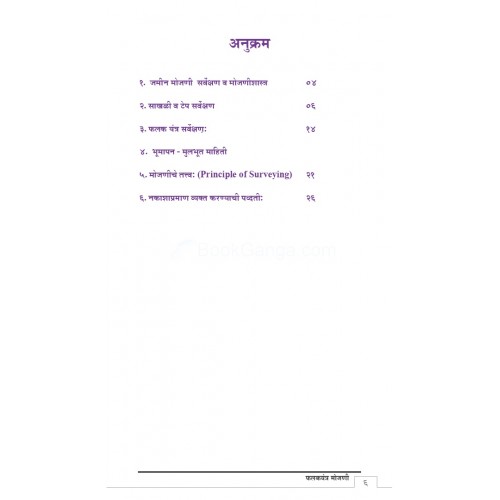 अनुक्रम
१. जमीन मोजणी सर्वेक्षण व मोजणीशास्त्र ०४
२. साखळी व टेप सर्वेक्षण ०६
३. फलक यंत्र सर्वेक्षण: १४
४. भूमापन - मुलभूत माहिती
५. मोजणीचे तत्त्व: (Principle of Surveying) २१
६. नकाशाप्रमाण व्यक्त करण्याची पध्दती: २६
BookGanga.com
फलकयंत्र मोजणी
६